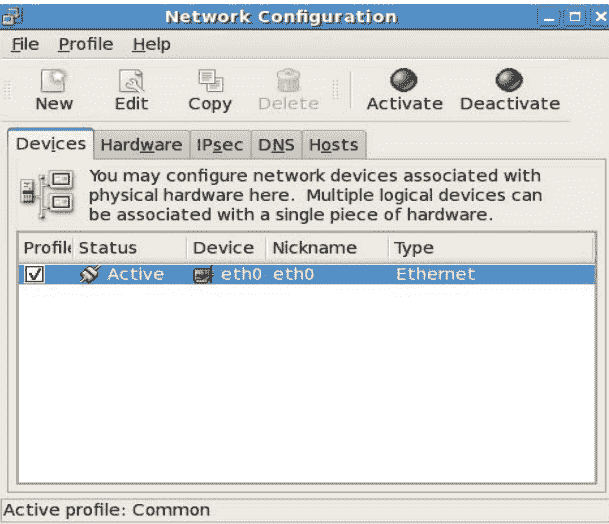 Network Configuration
File Profile Help
New Edit Copy Delete Activate Deactivate
Devices Hardware IPsec DNS Hosts
You may configure network devices associated with
physical hardware here. Multiple logical devices can
be associated with a single piece of hardware.
Profile Status Device Nickname Type
Active eth0 eth0 Ethernet
Active profile: Common